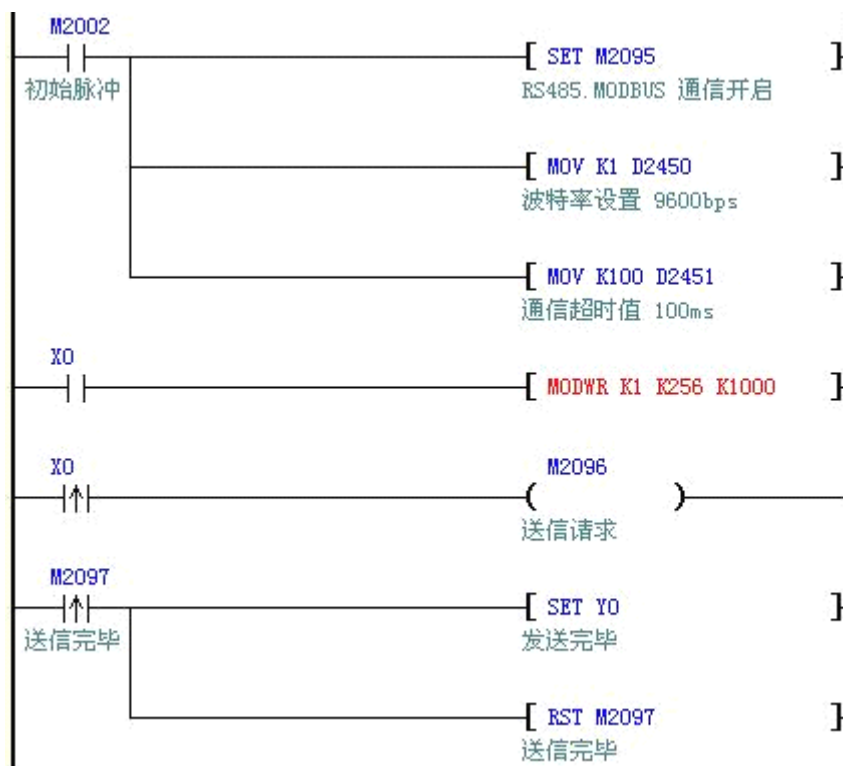 M2002
SET M2095
初始脉冲
RS485.MODBUS 通信开启
MOV K1 D2450
波特率设置 9600bps
MOV K100 D2451
通信超时值 100ms
X0
MODWR K1 K256 K1000
X0
M2096
送信请求
M2097
SET Y0
送信完毕
发送完毕
RST M2097
送信完毕